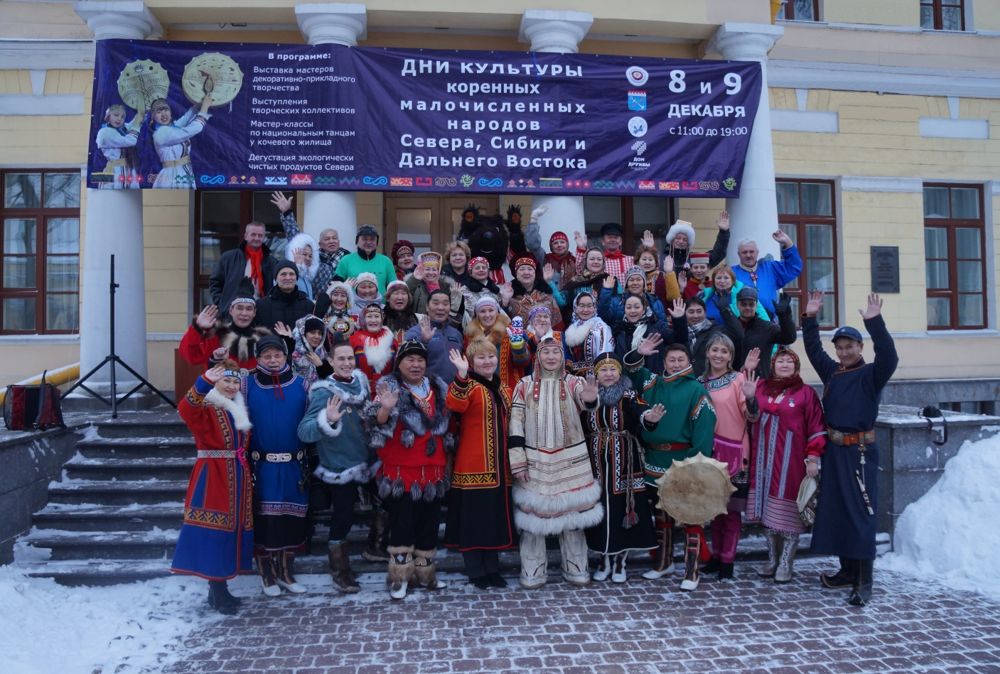 В программе:
Выставка мастеров
декоративно-прикладного
творчества
Выступления
творческих коллективов
Мастер-классы
по национальным танцам
у кочевого жилища
Дегустация экологически
чистых продуктов Севера
ДНИ КУЛЬТУРЫ
коренных
малочисленных
народов
Севера, Сибири и
Дальнего Востока
ДОМ
ДРУЖБЫ
8 и 9
ДЕКАБРЯ
с 11:00 до 19:00